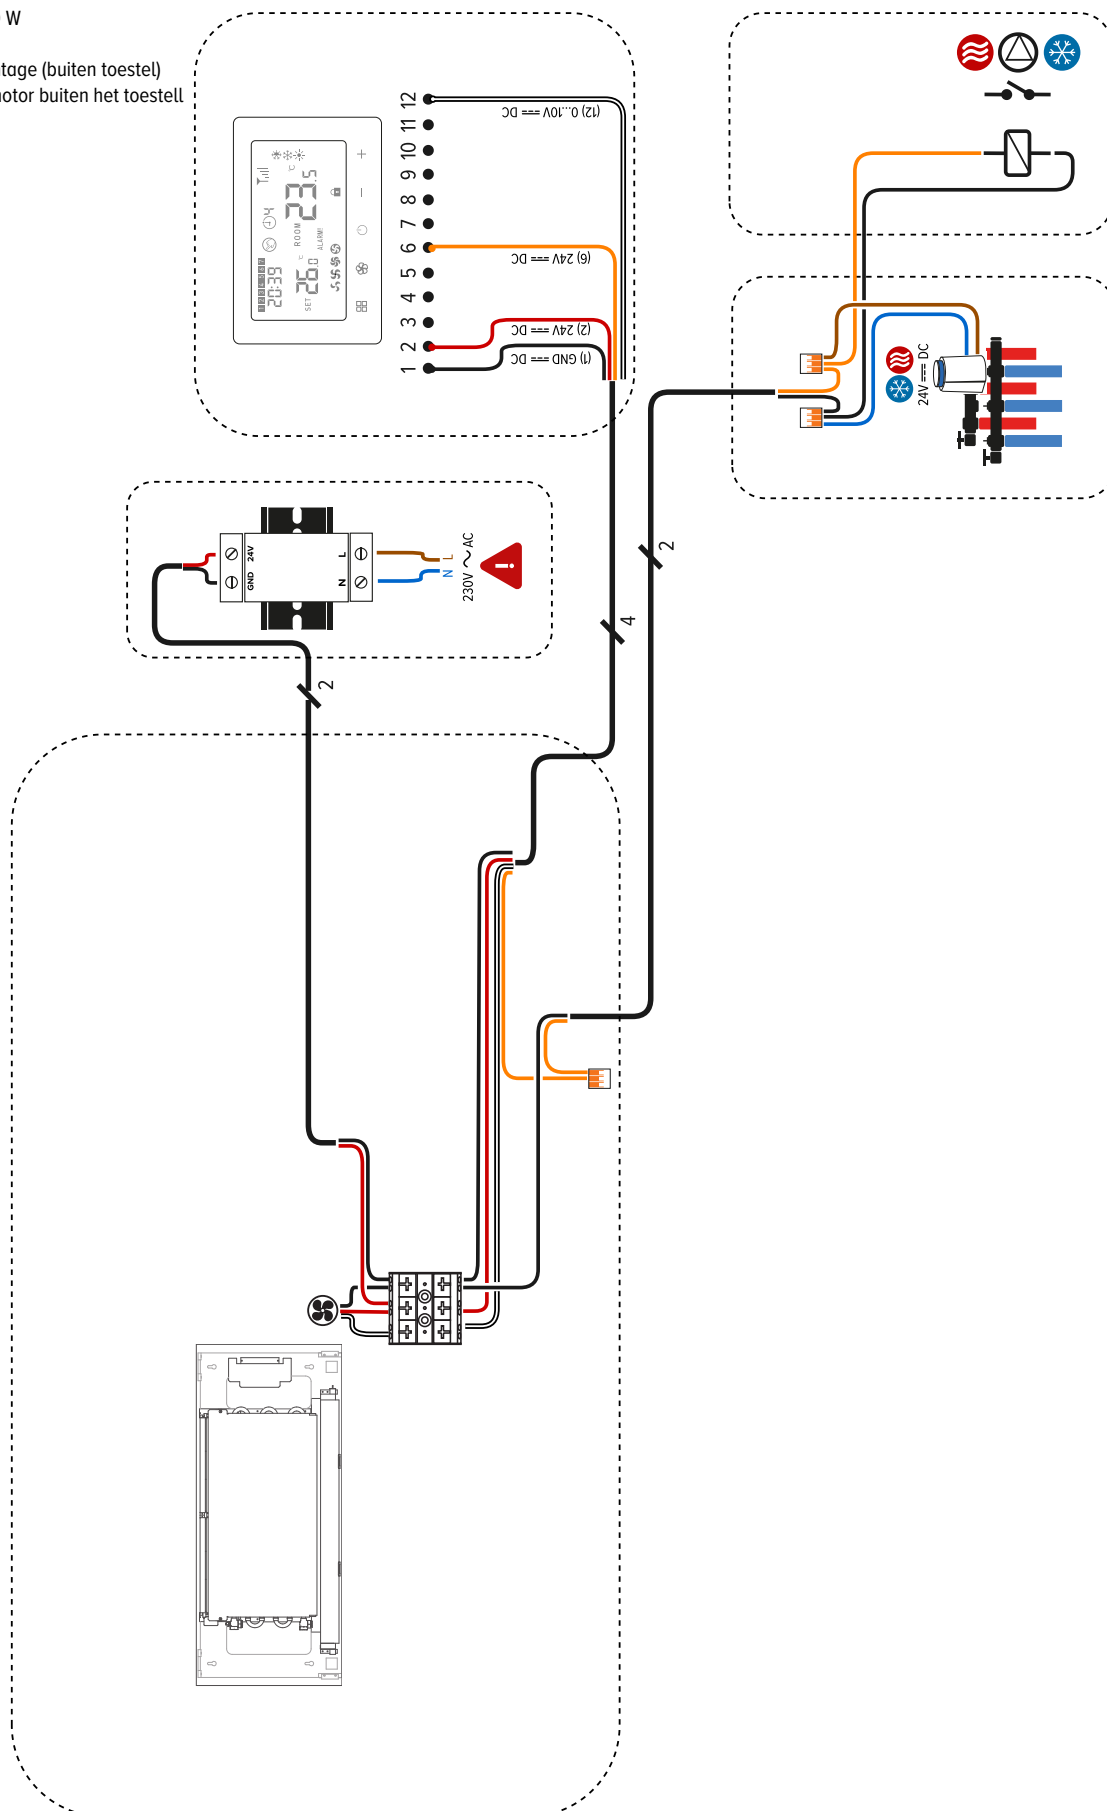 W
tage (buiten toestel)
notor buiten het toestell
20:39
4
SET
26.0
°C
ROOM
23.5
°C
ALARM!!
1
2
3
4
5
6
7
8
9
10
11
12
(12) 0...10V DC
(6) 24V DC
(2) 24V DC
(1) GND DC
24V DC
GND
24V
N
L
N
L
230V ~ AC
2
4
2